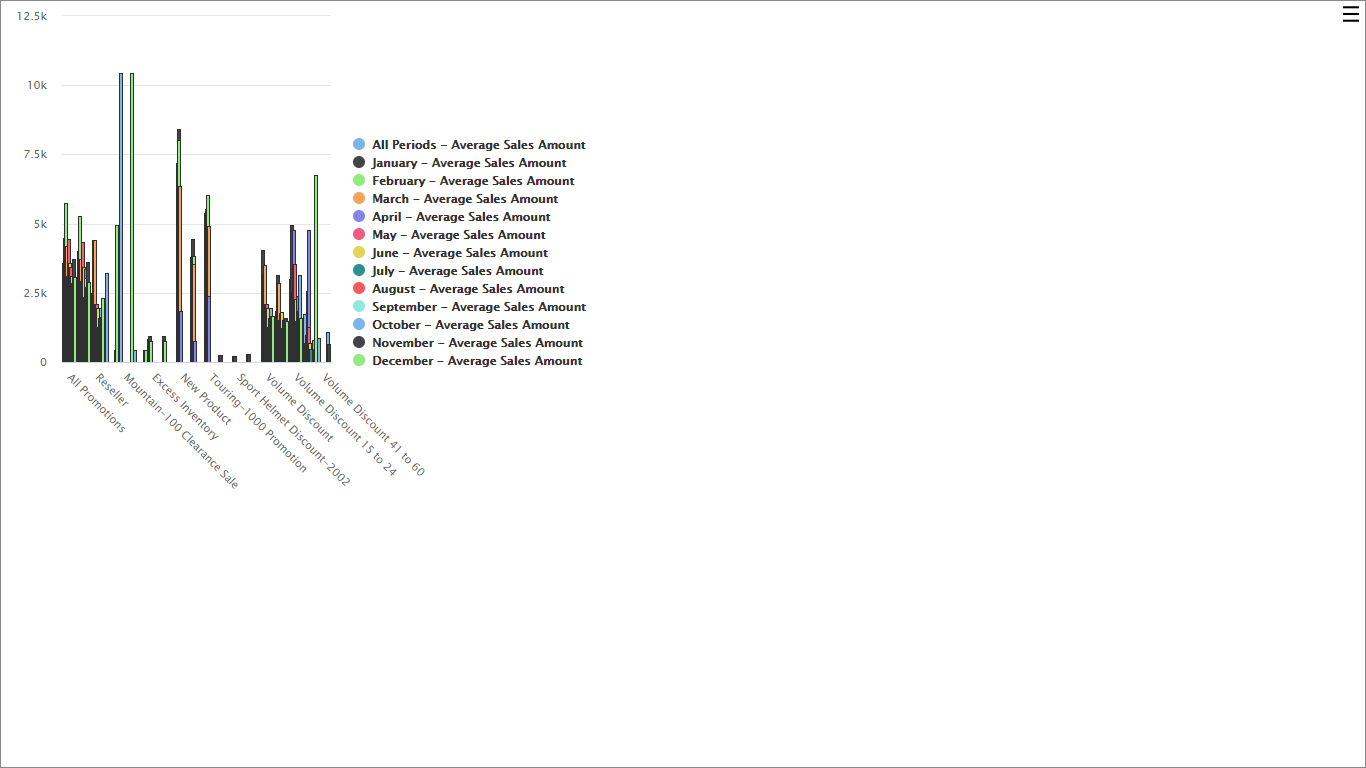 12.5k
10k
7.5k
5k
2.5k
0
All Promotions
Reseller
Mountain-100 Clearance Sale
Excess Inventory
New Product
Touring-1000 Promotion
Sport Helmet Discount-2002
Volume Discount
Volume Discount 15 to 24
Volume Discount 41 to 60
All Periods - Average Sales Amount
January - Average Sales Amount
February - Average Sales Amount
March - Average Sales Amount
April - Average Sales Amount
May - Average Sales Amount
June - Average Sales Amount
July - Average Sales Amount
August - Average Sales Amount
September - Average Sales Amount
October - Average Sales Amount
November - Average Sales Amount
December - Average Sales Amount